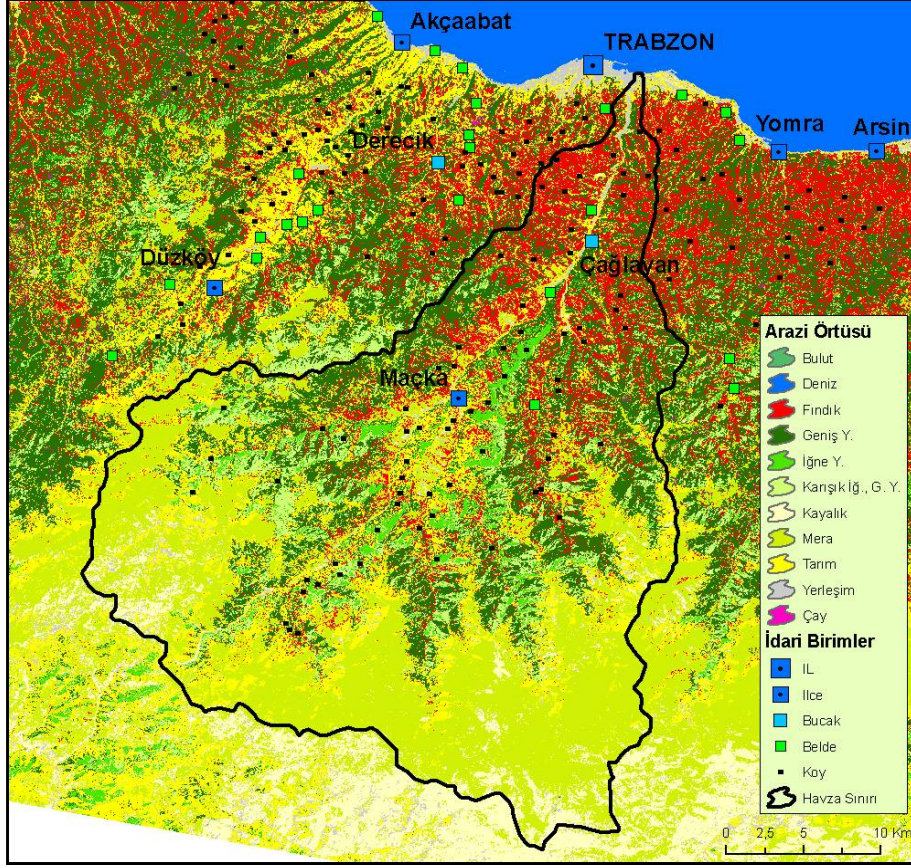 Akçaabat
TRABZON
Yomra
Arsin
Derecik
Düzköy
Çağlayan
Maçka
Arazi Örtüsü
Bulut
Deniz
Fındık
Geniş Y.
İğne Y.
Karışık İğ., G. Y.
Kayalık
Mera
Tarım
Yerleşim
Çay
İdari Birimler
IL
Ilce
Bucak
Belde
Koy
Havza Sınırı
0 2,5 5 10 Km